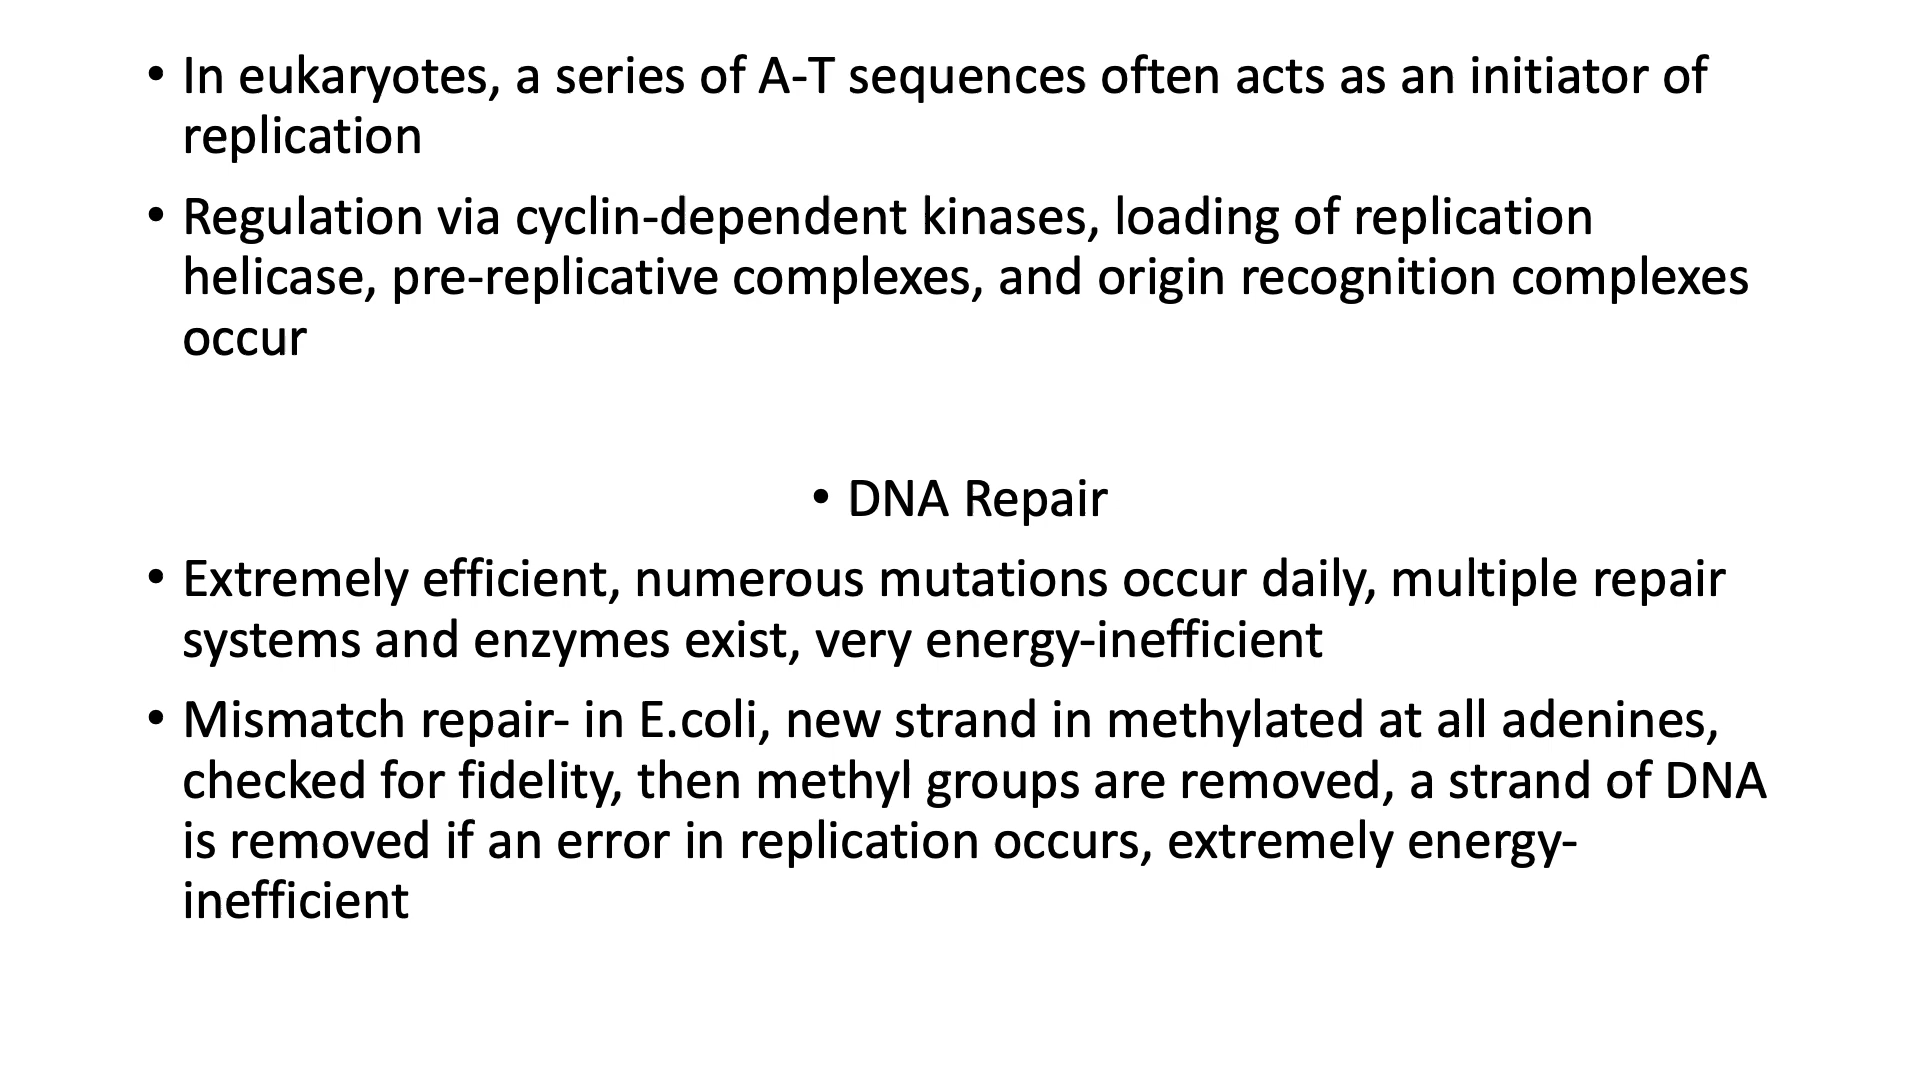 • In eukaryotes, a series of A-T sequences often acts as an initiator of
replication
• Regulation via cyclin-dependent kinases, loading of replication
helicase, pre-replicative complexes, and origin recognition complexes
occur
• DNA Repair
• Extremely efficient, numerous mutations occur daily, multiple repair
systems and enzymes exist, very energy-inefficient
• Mismatch repair- in E.coli, new strand in methylated at all adenines,
checked for fidelity, then methyl groups are removed, a strand of DNA
is removed if an error in replication occurs, extremely energy-
inefficient